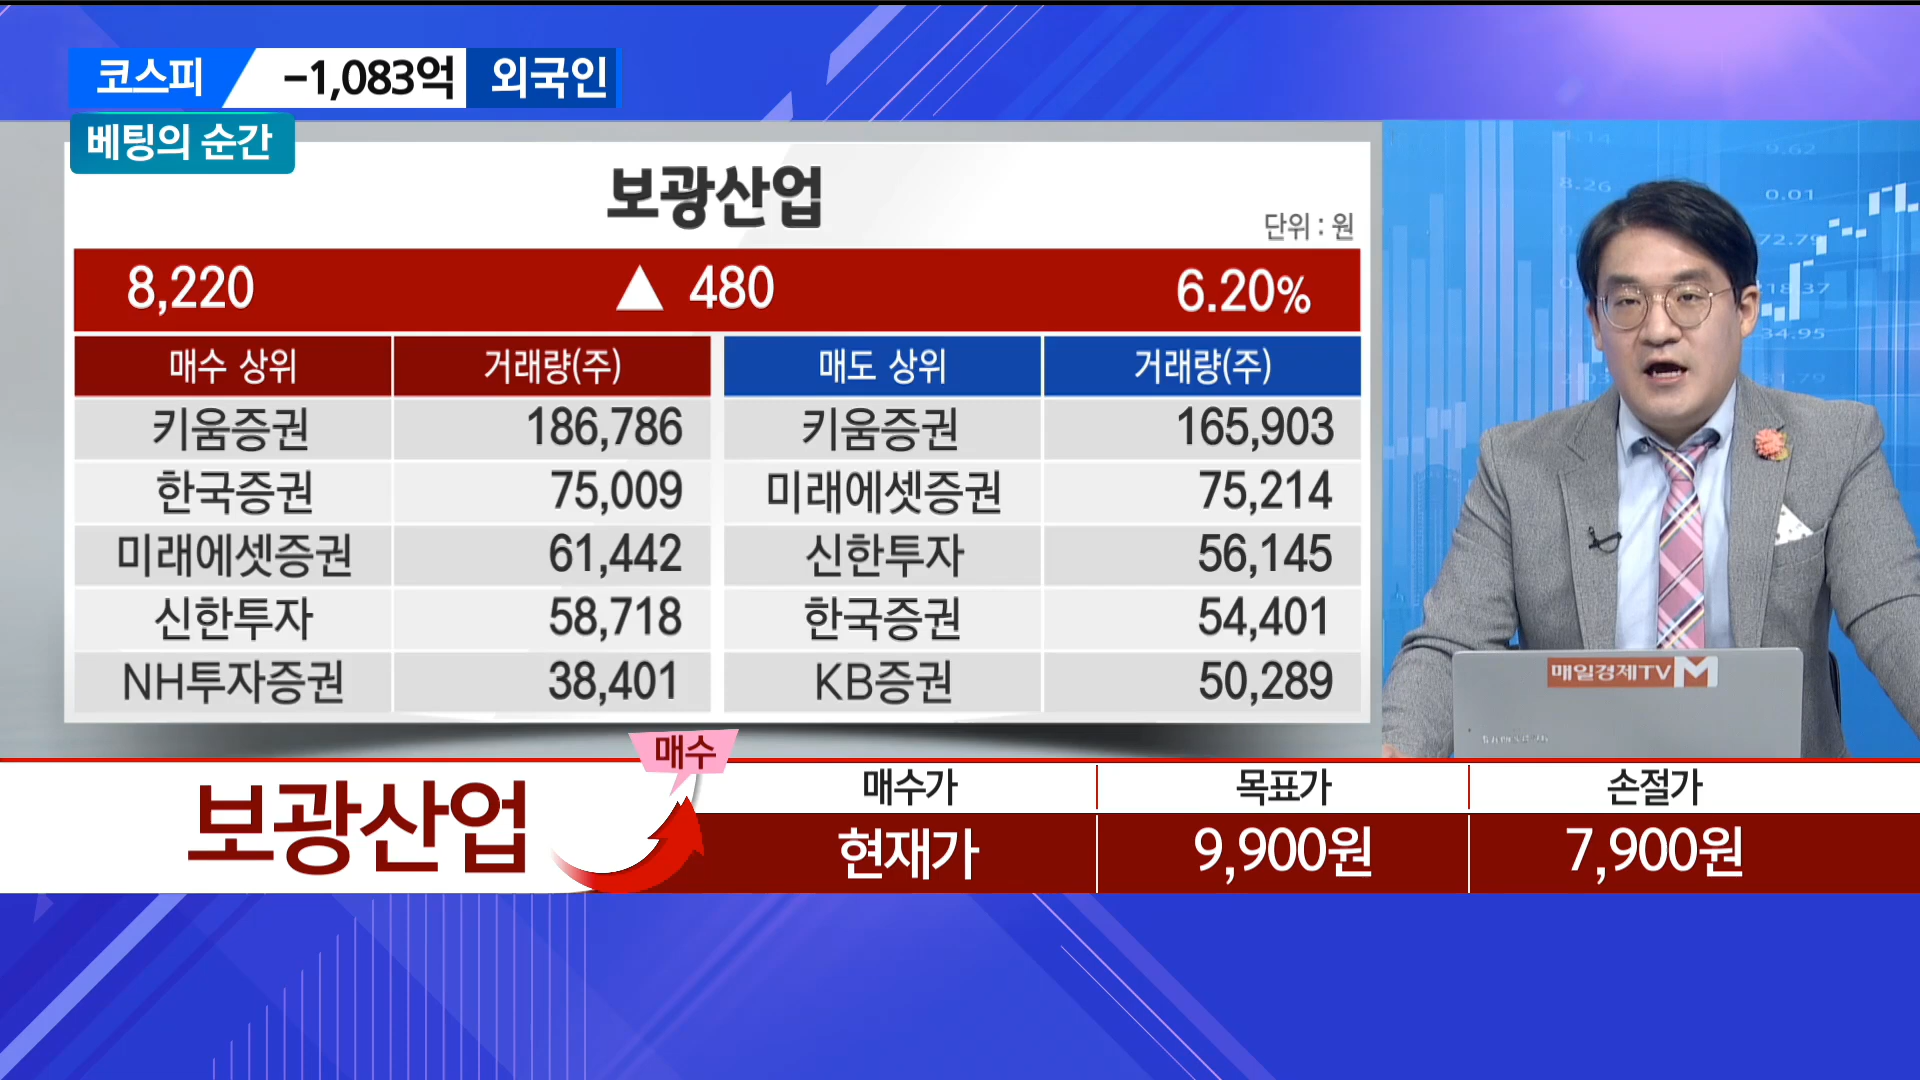 코스피 -1,083억 외국인
베팅의 순간
보광산업
단위 : 원
8,220 ▲ 480 6.20%
매수 상위 거래량(주) 매도 상위 거래량(주)
키움증권 186,786 키움증권 165,903
한국증권 75,009 미래에셋증권 75,214
미래에셋증권 61,442 신한투자 56,145
신한투자 58,718 한국증권 54,401
NH투자증권 38,401 KB증권 50,289
매일경제TV M
매수
보광산업
매수가 목표가 손절가
현재가 9,900원 7,900원